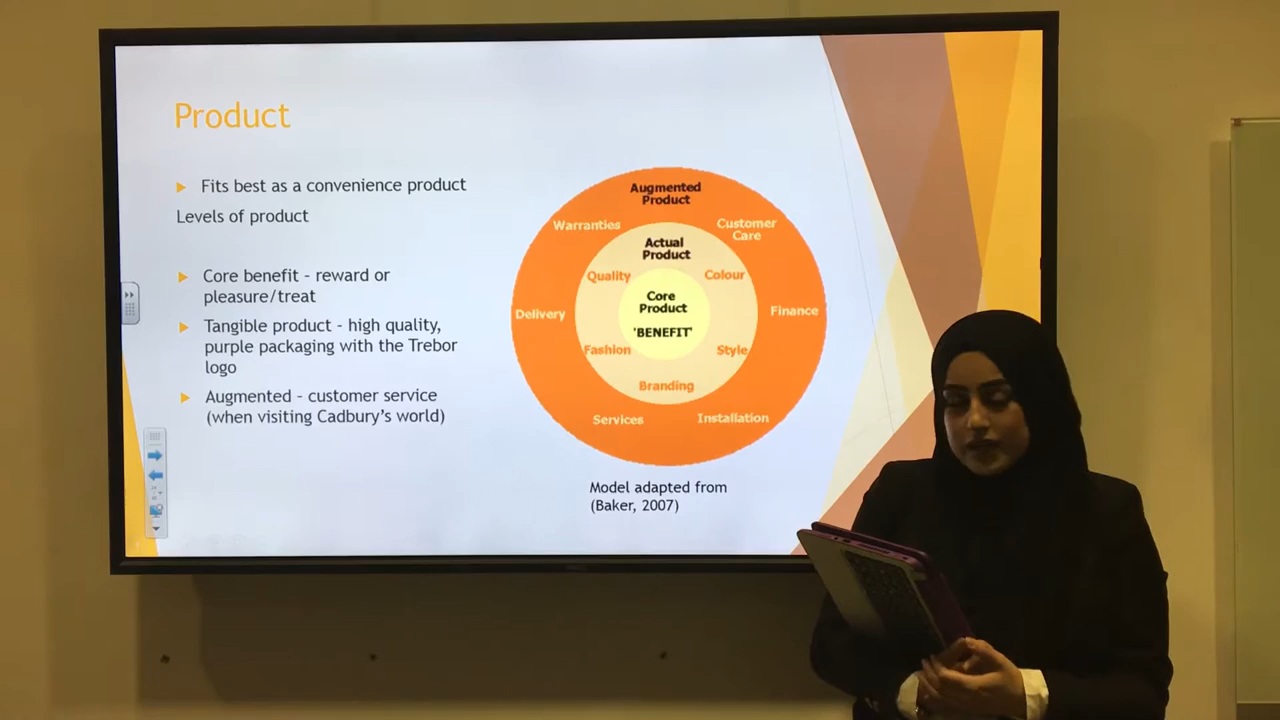 Product
Fits best as a convenience product
Levels of product
Core benefit - reward or
pleasure/treat
Tangible product - high quality,
purple packaging with the Trebor
logo
Augmented - customer service
(when visiting Cadbury's world)
Augmented
Product
Warranties
Customer
Care
Actual
Product
Quality
Colour
Core
Product
'BENEFIT'
Delivery
Finance
Fashion
Style
Branding
Services
Installation
Model adapted from
(Baker, 2007)